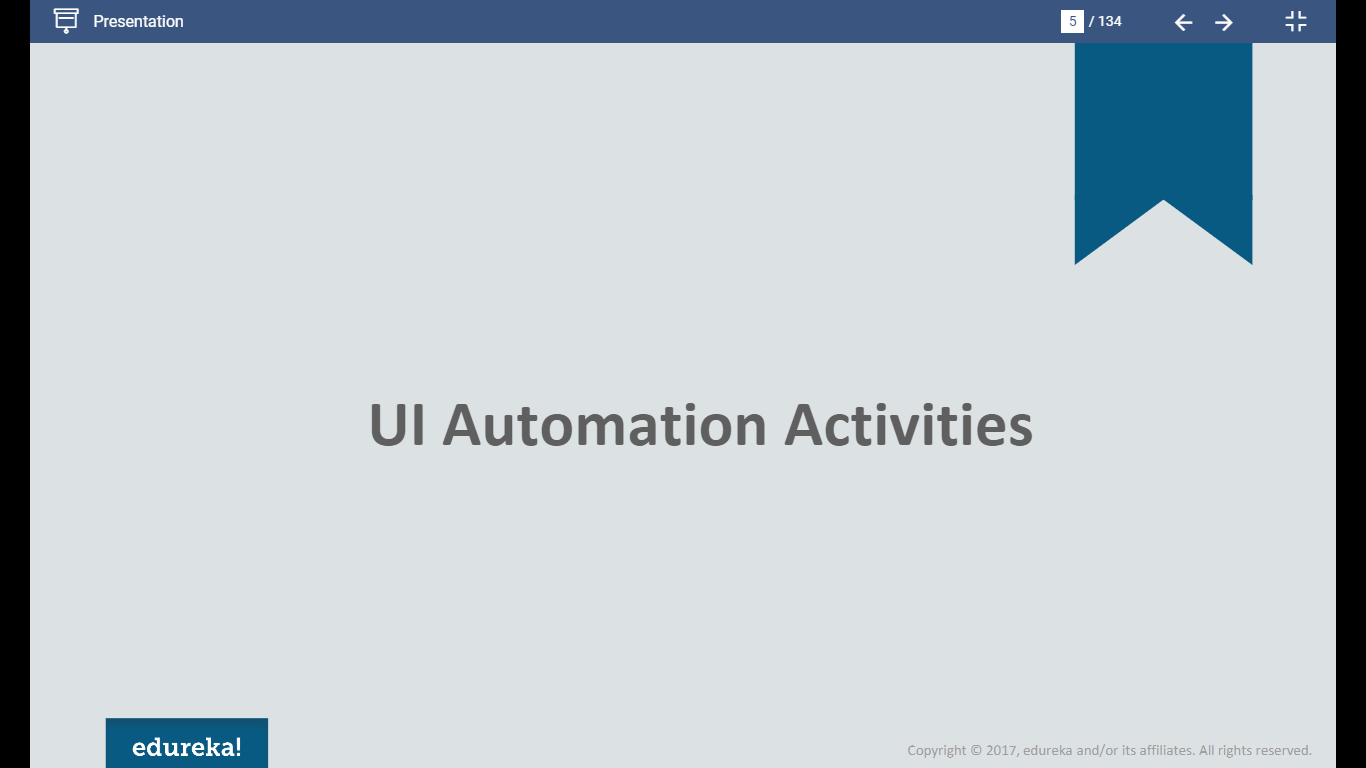 Presentation
5 / 134
UI Automation Activities
edureka!
Copyright © 2017, edureka and/or its affiliates. All rights reserved.